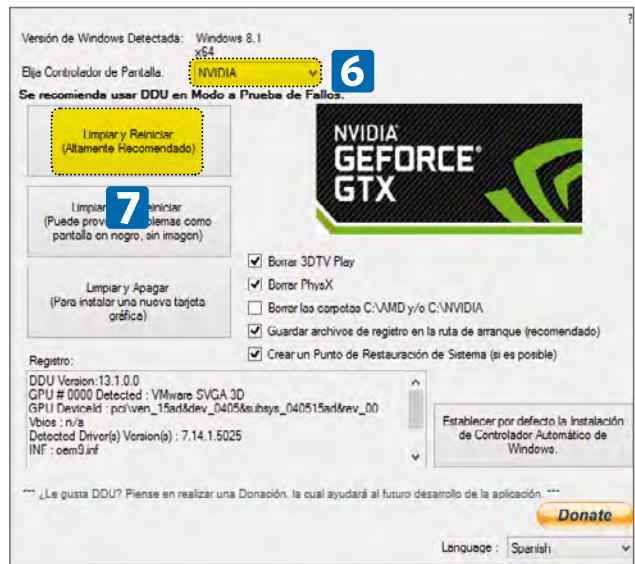 ?
Versión de Windows Detectada: Windows 8.1
x64
Elija Controlador de Pantalla. NVIDIA
6
Se recomienda usar DDU en Modo a Prueba de Fallos.
Limpiar y Reiniciar
(Altamente Recomendado)
NVIDIA
GEFORCE
GTX
Limpiar
7
(Puede
como
pantalla en negro, sin imagen)
Limpiar y Apagar
(Para instalar una nueva tarjeta
gráfica)
Borrar 3DTV Play
Borrar PhysX
Borrar las carpetas C:\AMD y/o C:\NVIDIA
Guardar archivos de registro en la ruta de arranque (recomendado)
Crear un Punto de Restauración de Sistema (si es posible)
Registro:
DDU Version:13.1.0.0
GPU # 0000 Detected : VMware SVGA 3D
GPU DeviceId : pci\ven_15ad&dev_0405&subsys_040515ad&rev_00
Vbios : n/a
Detected Driver(s) Version(s) : 7.14.1.5025
INF : oem9.inf
Establecer por defecto la Instalación
de Controlador Automático de
Windows.
*** ¿Le gusta DDU? Piense en realizar una Donación, la cual ayudará al futuro desarrollo de la aplicación. ***
Donate
Language : Spanish